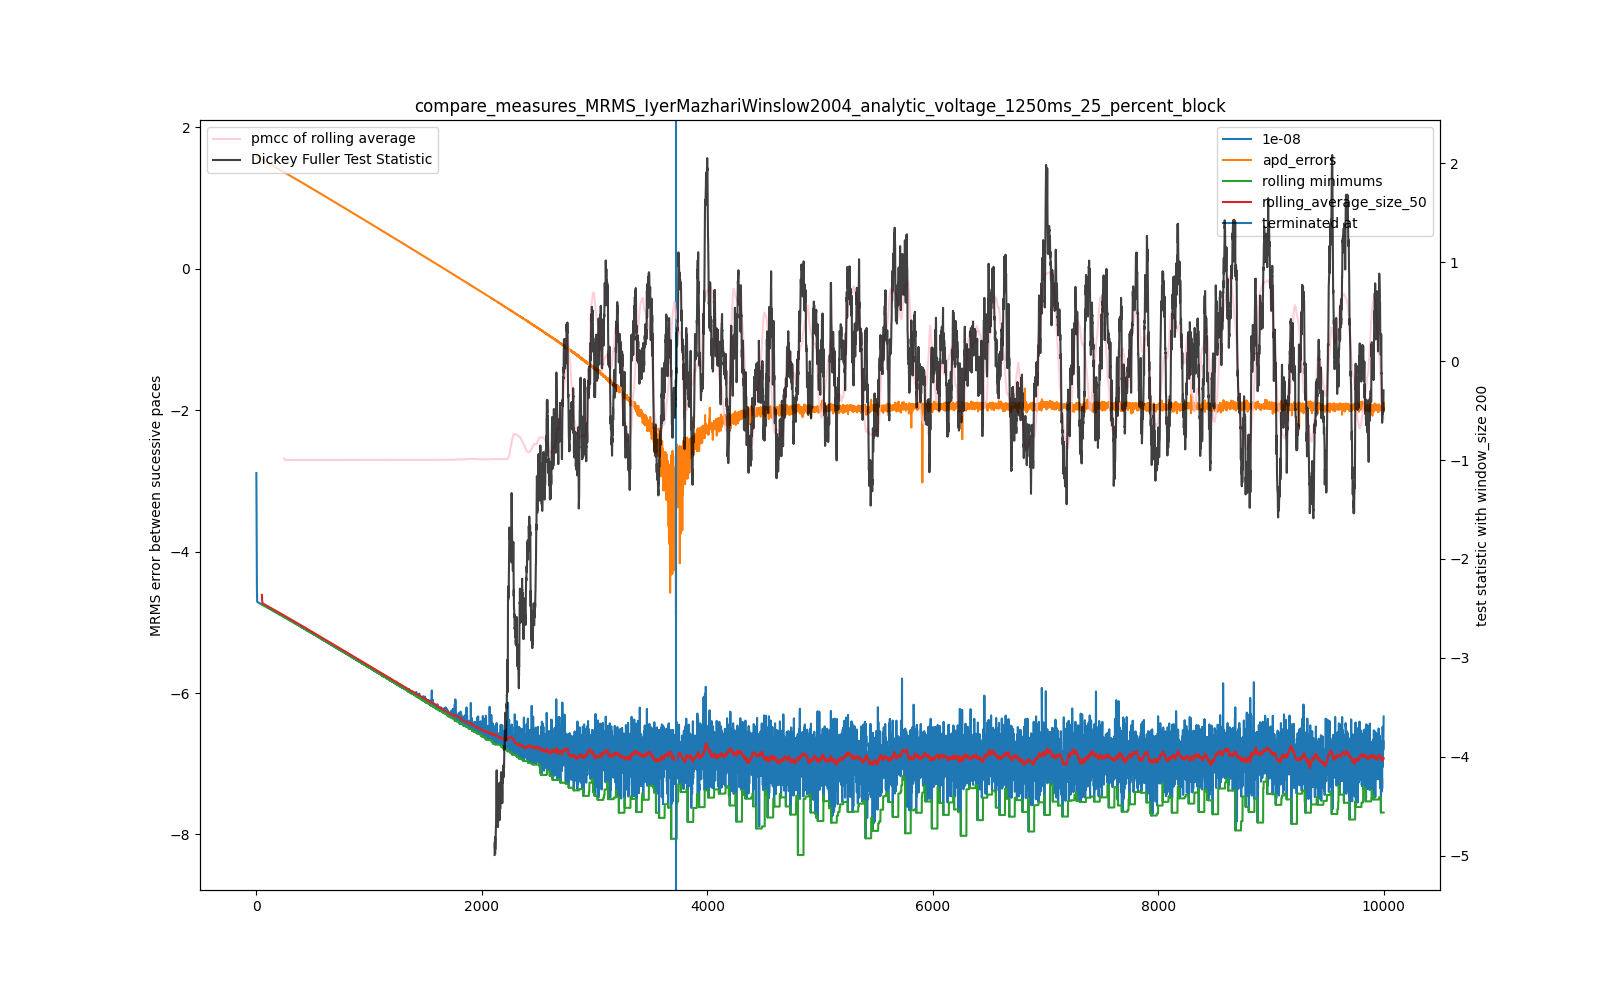 compare_measures_MRMS_IyerMazhariWinslow2004_analytic_voltage_1250ms_25_percent_block
pmcc of rolling average
Dickey Fuller Test Statistic
1e-08
apd_errors
rolling minimums
rolling_average_size_50
terminated at
MRMS error between sucessive paces
2
0
−2
−4
−6
−8
test statistic with window_size 200
2
1
0
−1
−2
−3
−4
−5
0
2000
4000
6000
8000
10000